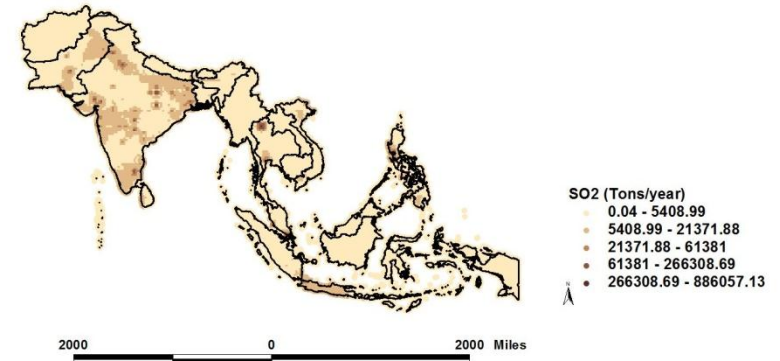 SO2 (Tons/year)
0.04 - 5408.99
5408.99 - 21371.88
21371.88 - 61381
61381 - 266308.69
266308.69 - 886057.13
N
2000 0 2000 Miles